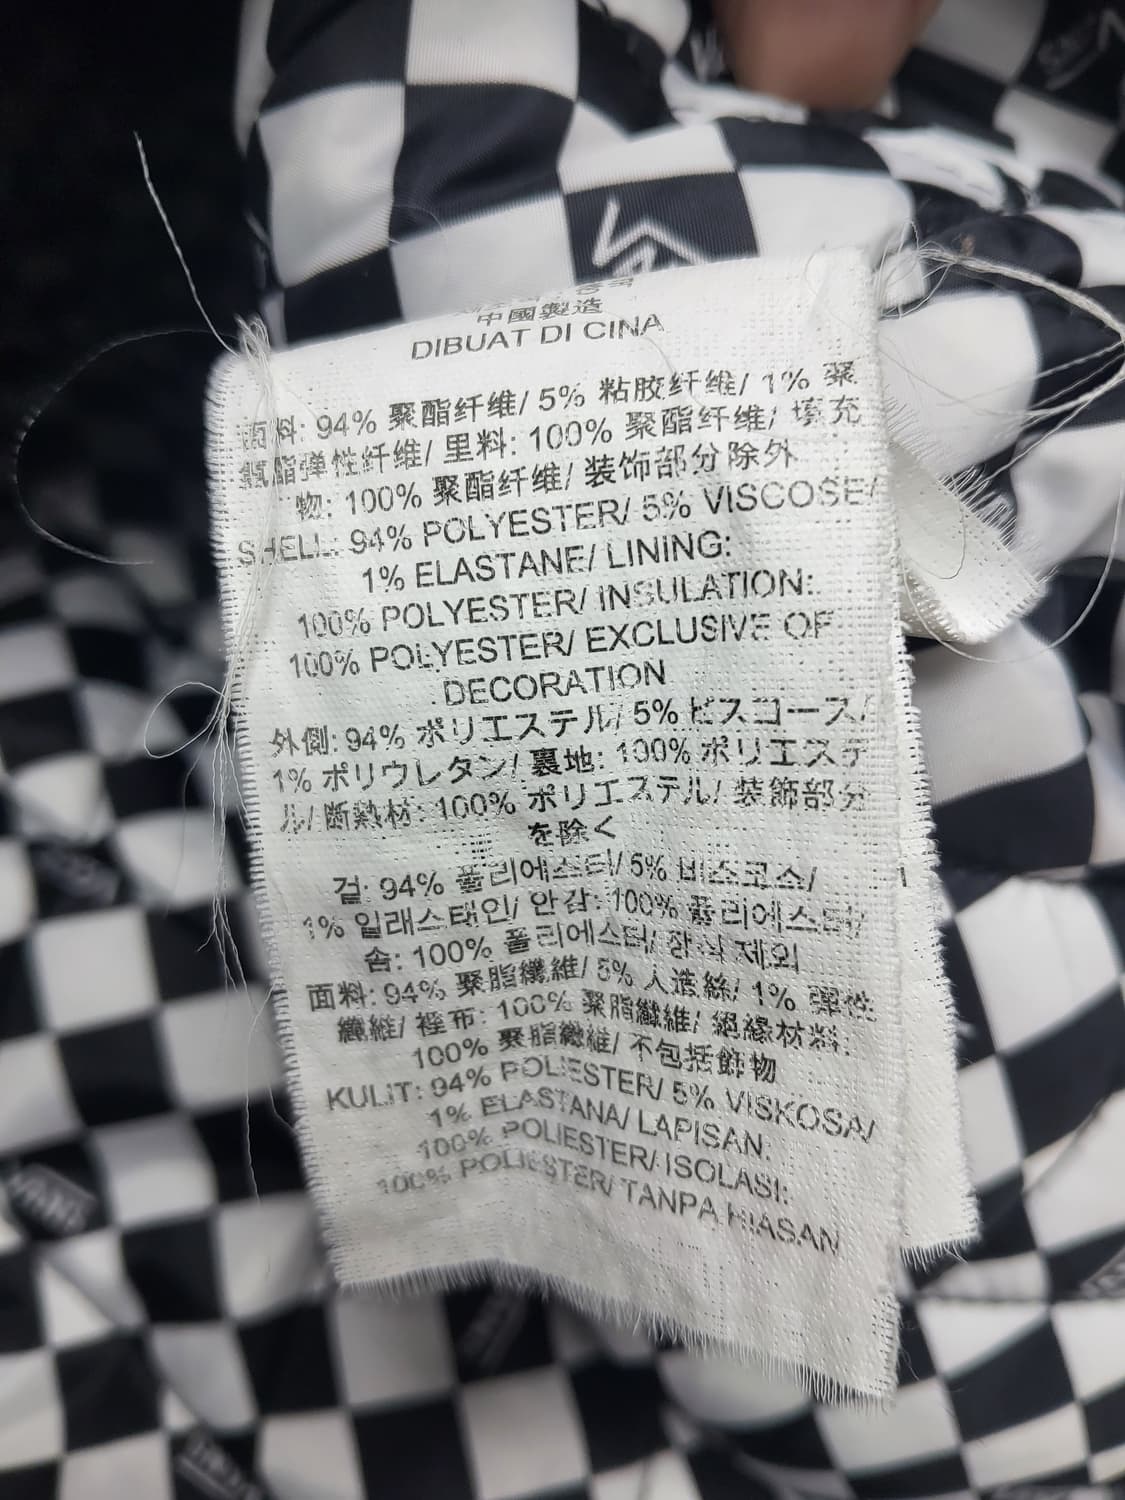 中國製造
DIBUAT DI CINA
面料: 94% 聚酯纤维/ 5% 粘胶纤维/ 1% 聚
氨酯弹性纤维/ 里料: 100% 聚酯纤维/ 填充
物: 100% 聚酯纤维/ 装饰部分除外
SHELL: 94% POLYESTER/ 5% VISCOSE/
1% ELASTANE/ LINING:
100% POLYESTER/ INSULATION:
100% POLYESTER/ EXCLUSIVE OF
DECORATION
外側: 94% ポリエステル/ 5% ビスコース/
1% ポリウレタン/ 裏地: 100% ポリエステ
ル/ 断熱材: 100% ポリエステル/ 装飾部分
を除く
겉: 94% 폴리에스터/ 5% 비스코스/
1% 일래스태인/ 안감: 100% 폴리에스터/
솜: 100% 폴리에스터/ 장식 제외
面料: 94% 聚脂纖維/ 5% 人造絲/ 1% 彈性
纖維/ 裡布: 100% 聚脂纖維/ 絕緣材料:
100% 聚脂纖維/ 不包括飾物
KULIT: 94% POLIESTER/ 5% VISKOSA/
1% ELASTANA/ LAPISAN:
100% POLIESTER/ ISOLASI:
100% POLIESTER/ TANPA HIASAN
VANS